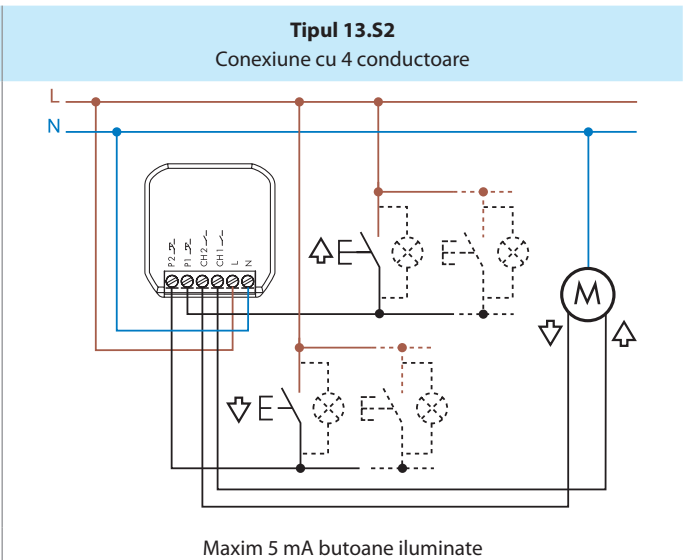 Tipul 13.S2
Conexiune cu 4 conductoare
L
N
P2
P1
CH2
CH1
L
N
M
Maxim 5 mA butoane iluminate